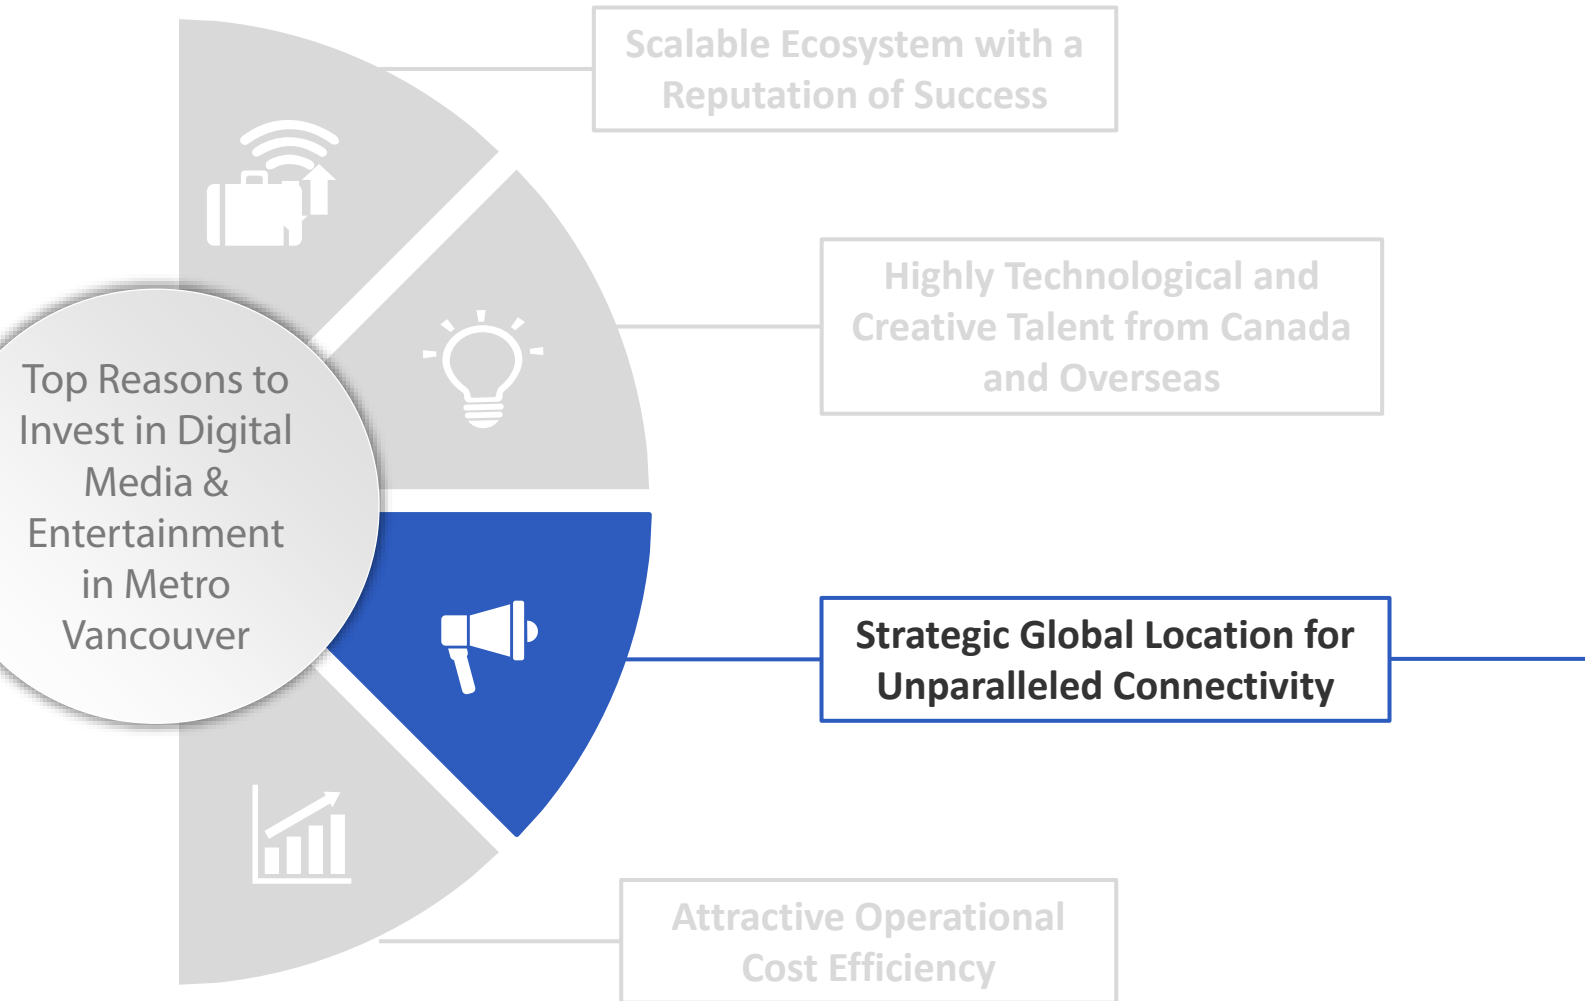 Scalable Ecosystem with a
Reputation of Success
Highly Technological and
Creative Talent from Canada
and Overseas
Top Reasons to
Invest in Digital
Media &
Entertainment
in Metro
Vancouver
Strategic Global Location for
Unparalleled Connectivity
Attractive Operational
Cost Efficiency